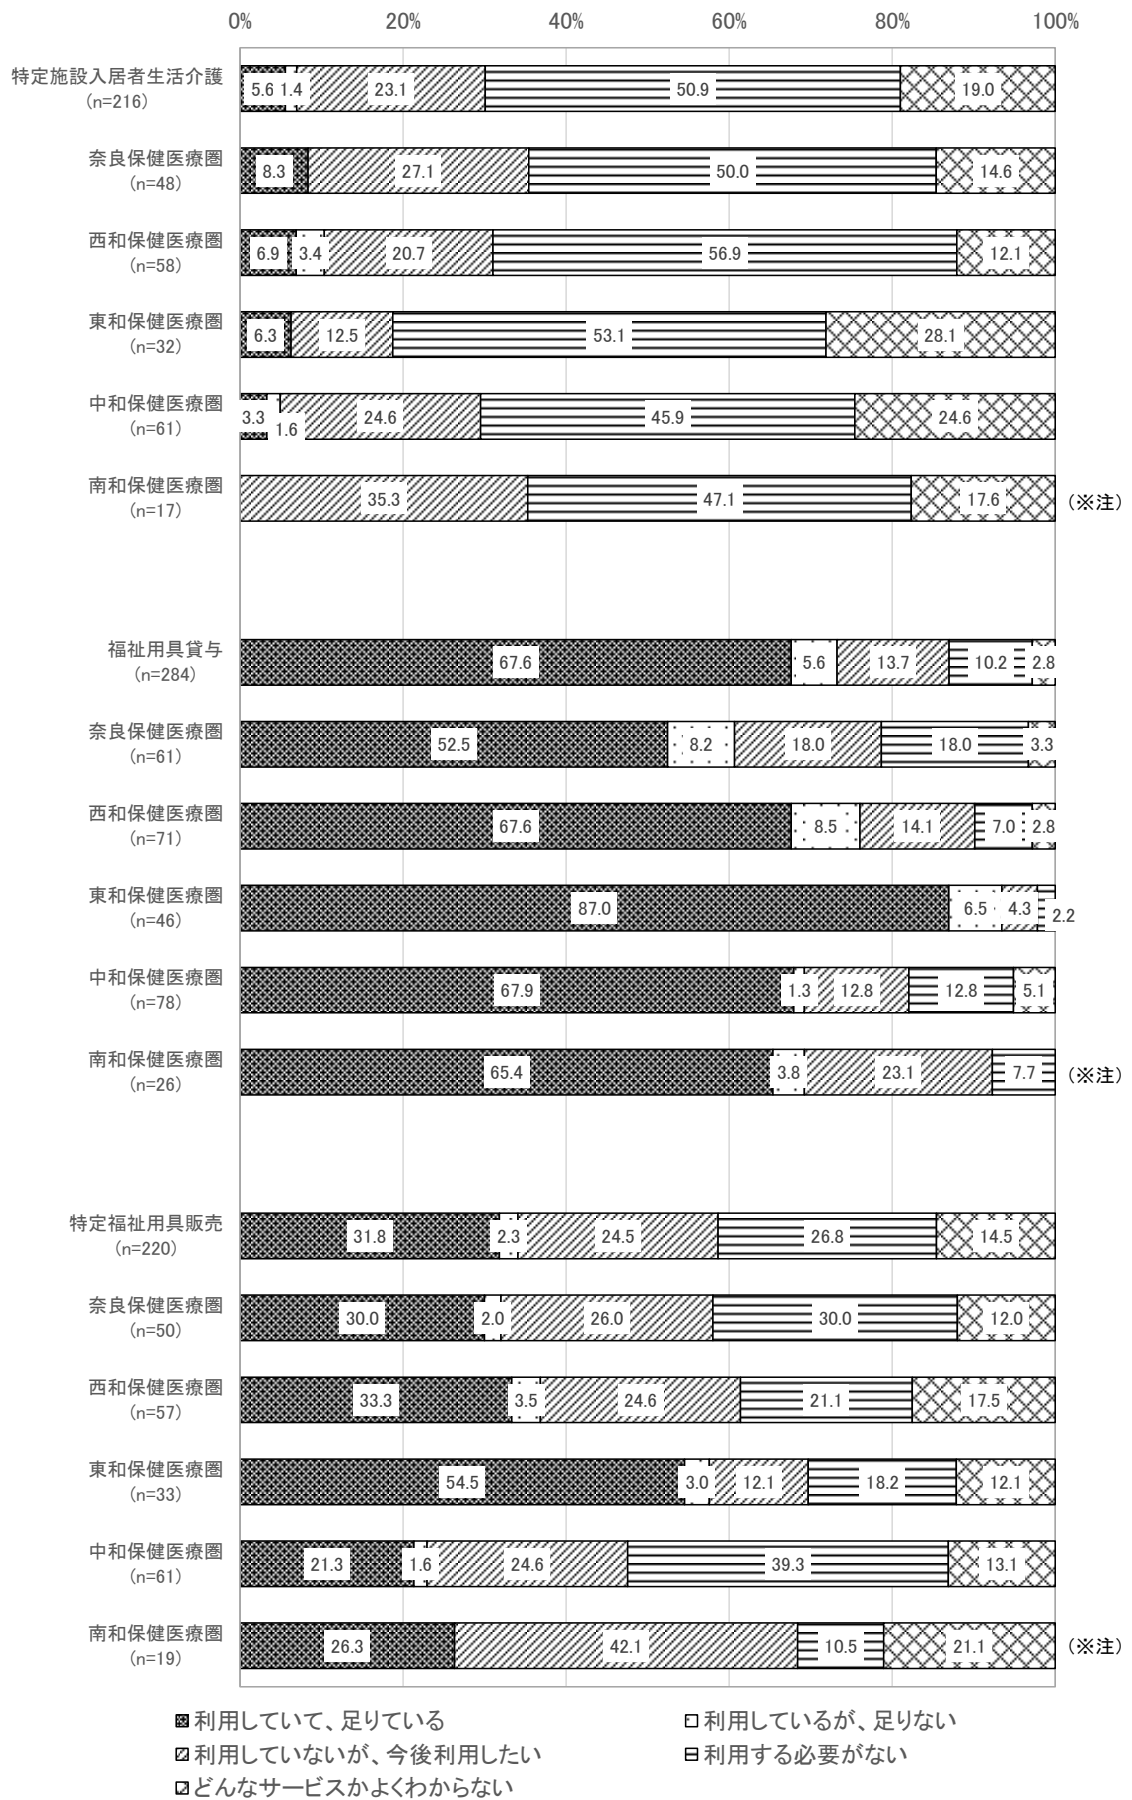 0% 20% 40% 60% 80% 100%
特定施設入居者生活介護
(n=216)
5.6 1.4 23.1 50.9 19.0
奈良保健医療圏
(n=48)
8.3 27.1 50.0 14.6
西和保健医療圏
(n=58)
6.9 3.4 20.7 56.9 12.1
東和保健医療圏
(n=32)
6.3 12.5 53.1 28.1
中和保健医療圏
(n=61)
3.3 1.6 24.6 45.9 24.6
南和保健医療圏
(n=17)
35.3 47.1 17.6 (※注)
福祉用具貸与
(n=284)
67.6 5.6 13.7 10.2 2.8
奈良保健医療圏
(n=61)
52.5 8.2 18.0 18.0 3.3
西和保健医療圏
(n=71)
67.6 8.5 14.1 7.0 2.8
東和保健医療圏
(n=46)
87.0 6.5 4.3 2.2
中和保健医療圏
(n=78)
67.9 1.3 12.8 12.8 5.1
南和保健医療圏
(n=26)
65.4 3.8 23.1 7.7 (※注)
特定福祉用具販売
(n=220)
31.8 2.3 24.5 26.8 14.5
奈良保健医療圏
(n=50)
30.0 2.0 26.0 30.0 12.0
西和保健医療圏
(n=57)
33.3 3.5 24.6 21.1 17.5
東和保健医療圏
(n=33)
54.5 3.0 12.1 18.2 12.1
中和保健医療圏
(n=61)
21.3 1.6 24.6 39.3 13.1
南和保健医療圏
(n=19)
26.3 42.1 10.5 21.1 (※注)
利用していて、足りている 利用しているが、足りない
利用していないが、今後利用したい 利用する必要がない
どんなサービスかよくわからない